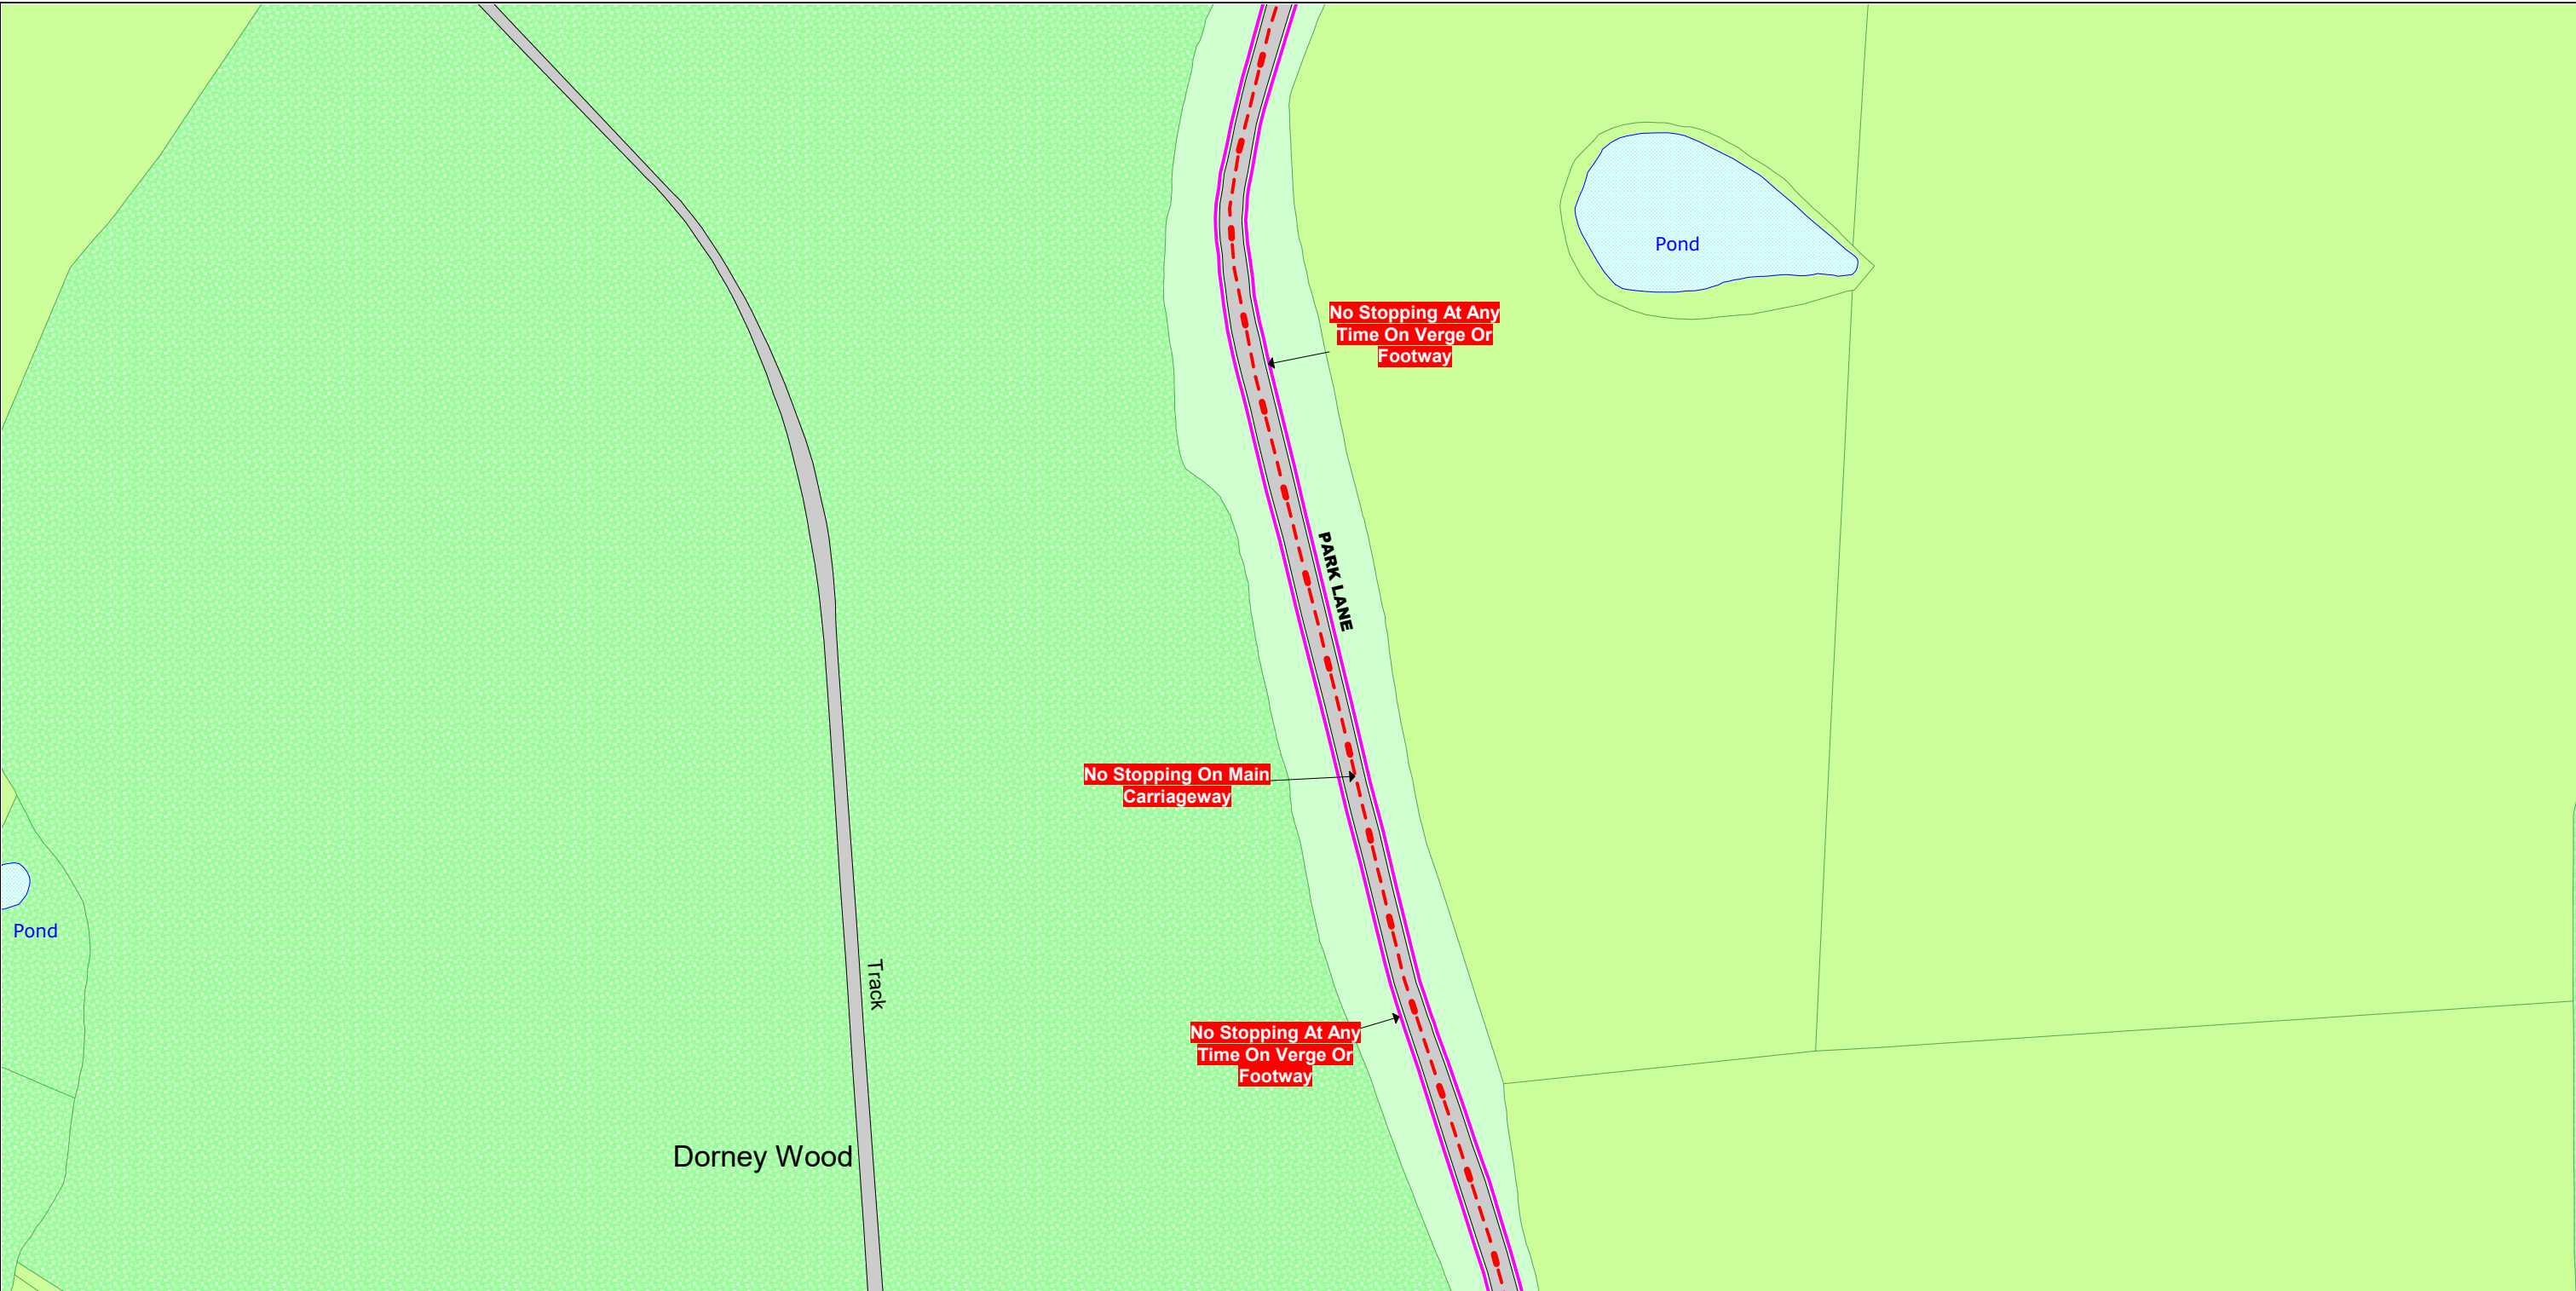 Pond
No Stopping At Any
Time On Verge Or
Footway
PARK LANE
No Stopping On Main
Carriageway
Pond
Track
No Stopping At Any
Time On Verge Or
Footway
Dorney Wood